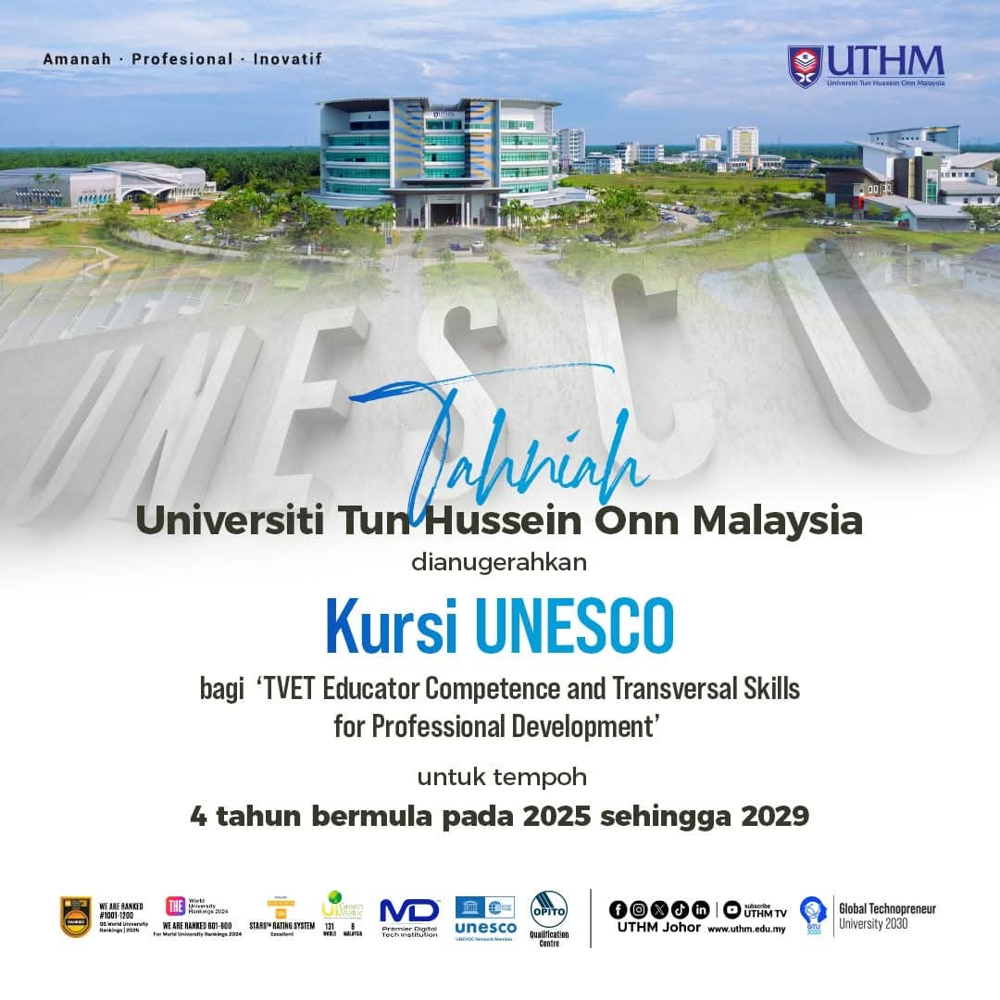 Amanah · Profesional · Inovatif
UTHM
Universiti Tun Hussein Onn Malaysia
UTHM
UNESCO
Tahniah
Universiti Tun Hussein Onn Malaysia
dianugerahkan
Kursi UNESCO
bagi ‘TVET Educator Competence and Transversal Skills
for Professional Development’
untuk tempoh
4 tahun bermula pada 2025 sehingga 2029
RANKED
WE ARE RANKED
#1001-1200
QS World University
Rankings | 2025
THE
World
University
Rankings 2024
WE ARE RANKED 601-800
For World University Rankings 2024
STARS™ RATING SYSTEM
Excellent
UI
Green
Metric
131
WORLD
8
MALAYSIA
MD
Premier Digital
Tech Institution
unesco
UNEVOC Network Member
OPITO
Qualification
Centre
subscribe
UTHM TV
UTHM Johor
www.uthm.edu.my
GTU
2030
Global Technopreneur
University 2030